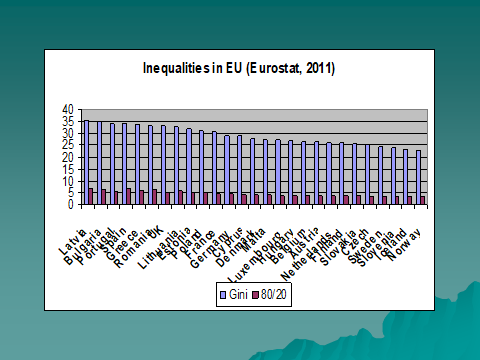 Inequalities in EU (Eurostat, 2011)
40
35
30
25
20
15
10
5
0
Latvia
Bulgaria
Portugal
Spain
Greece
Romania
UK
Lithuania
Estonia
Poland
France
Germany
Cyprus
Denmark
Malta
Luxembourg
Hungary
Belgium
Austria
Netherlands
Finland
Slovakia
Czech
Sweden
Slovenia
Iceland
Norway
Gini 80/20